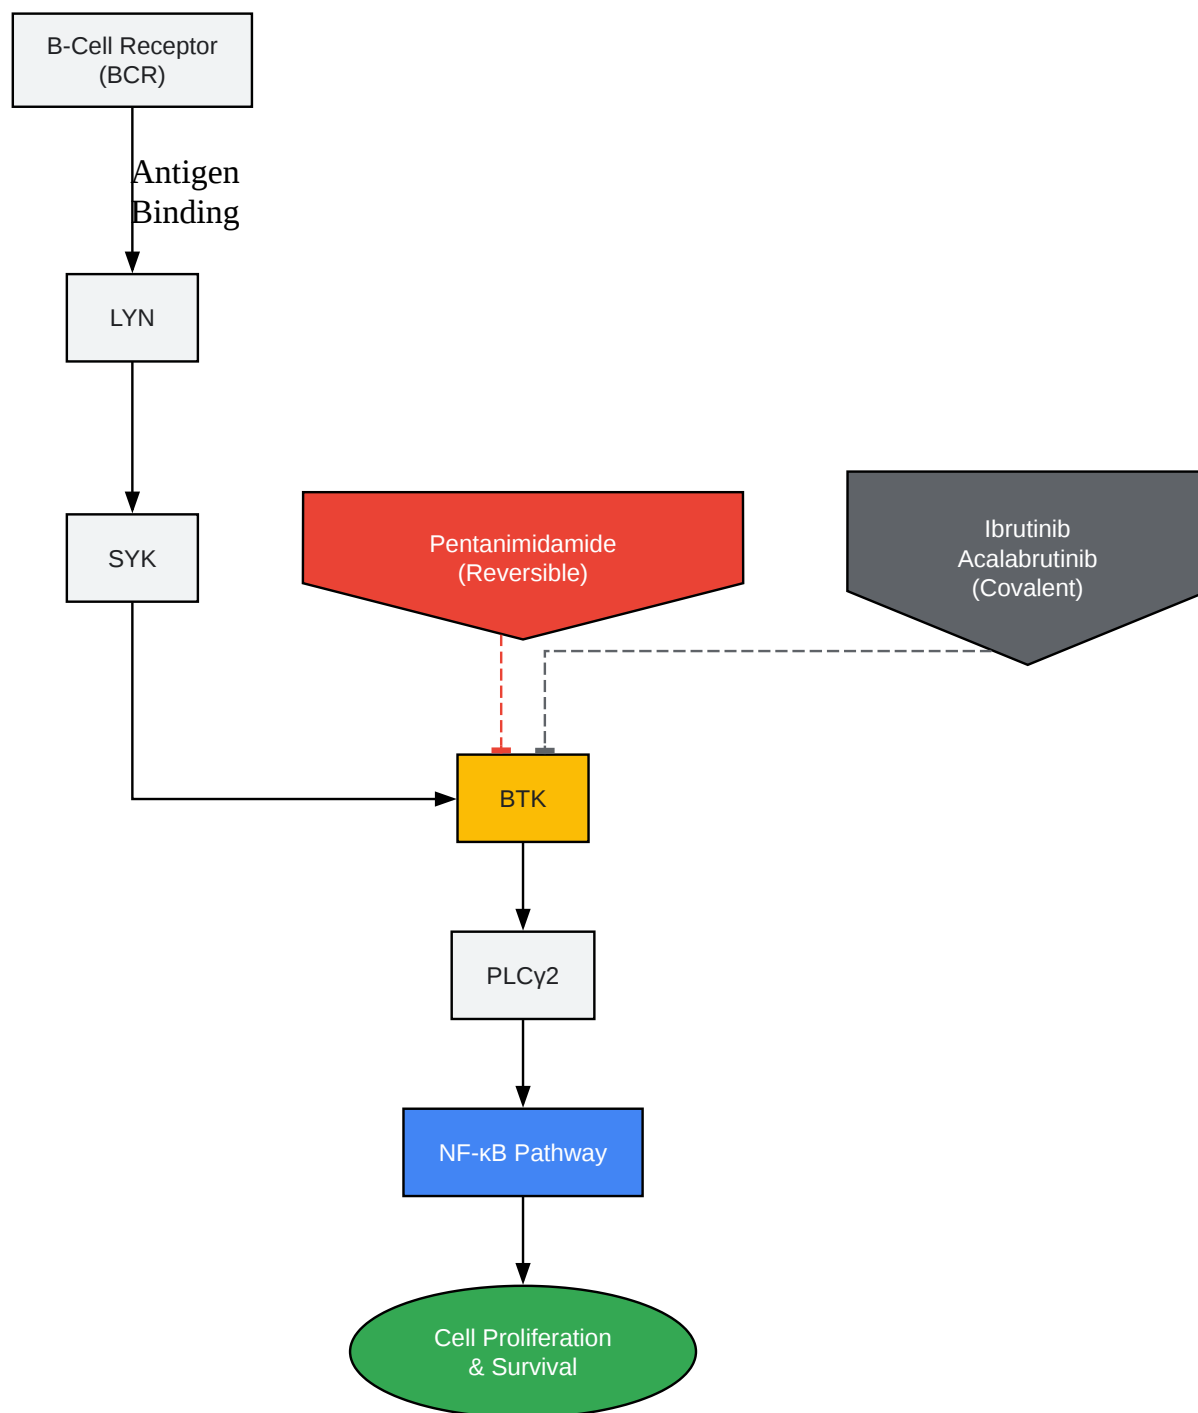 B-Cell Receptor
(BCR)
Antigen
Binding
LYN
SYK
Pentanimidamide
(Reversible)
Ibrutinib
Acalabrutinib
(Covalent)
BTK
PLCγ2
NF-κB Pathway
Cell Proliferation
& Survival